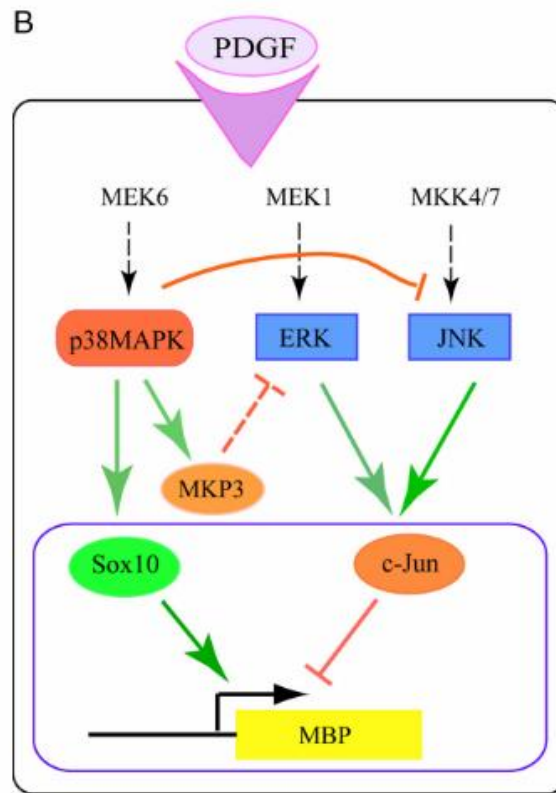 B
PDGF
MEK6 MEK1 MKK4/7
p38MAPK ERK JNK
MKP3
Sox10 c-Jun
MBP